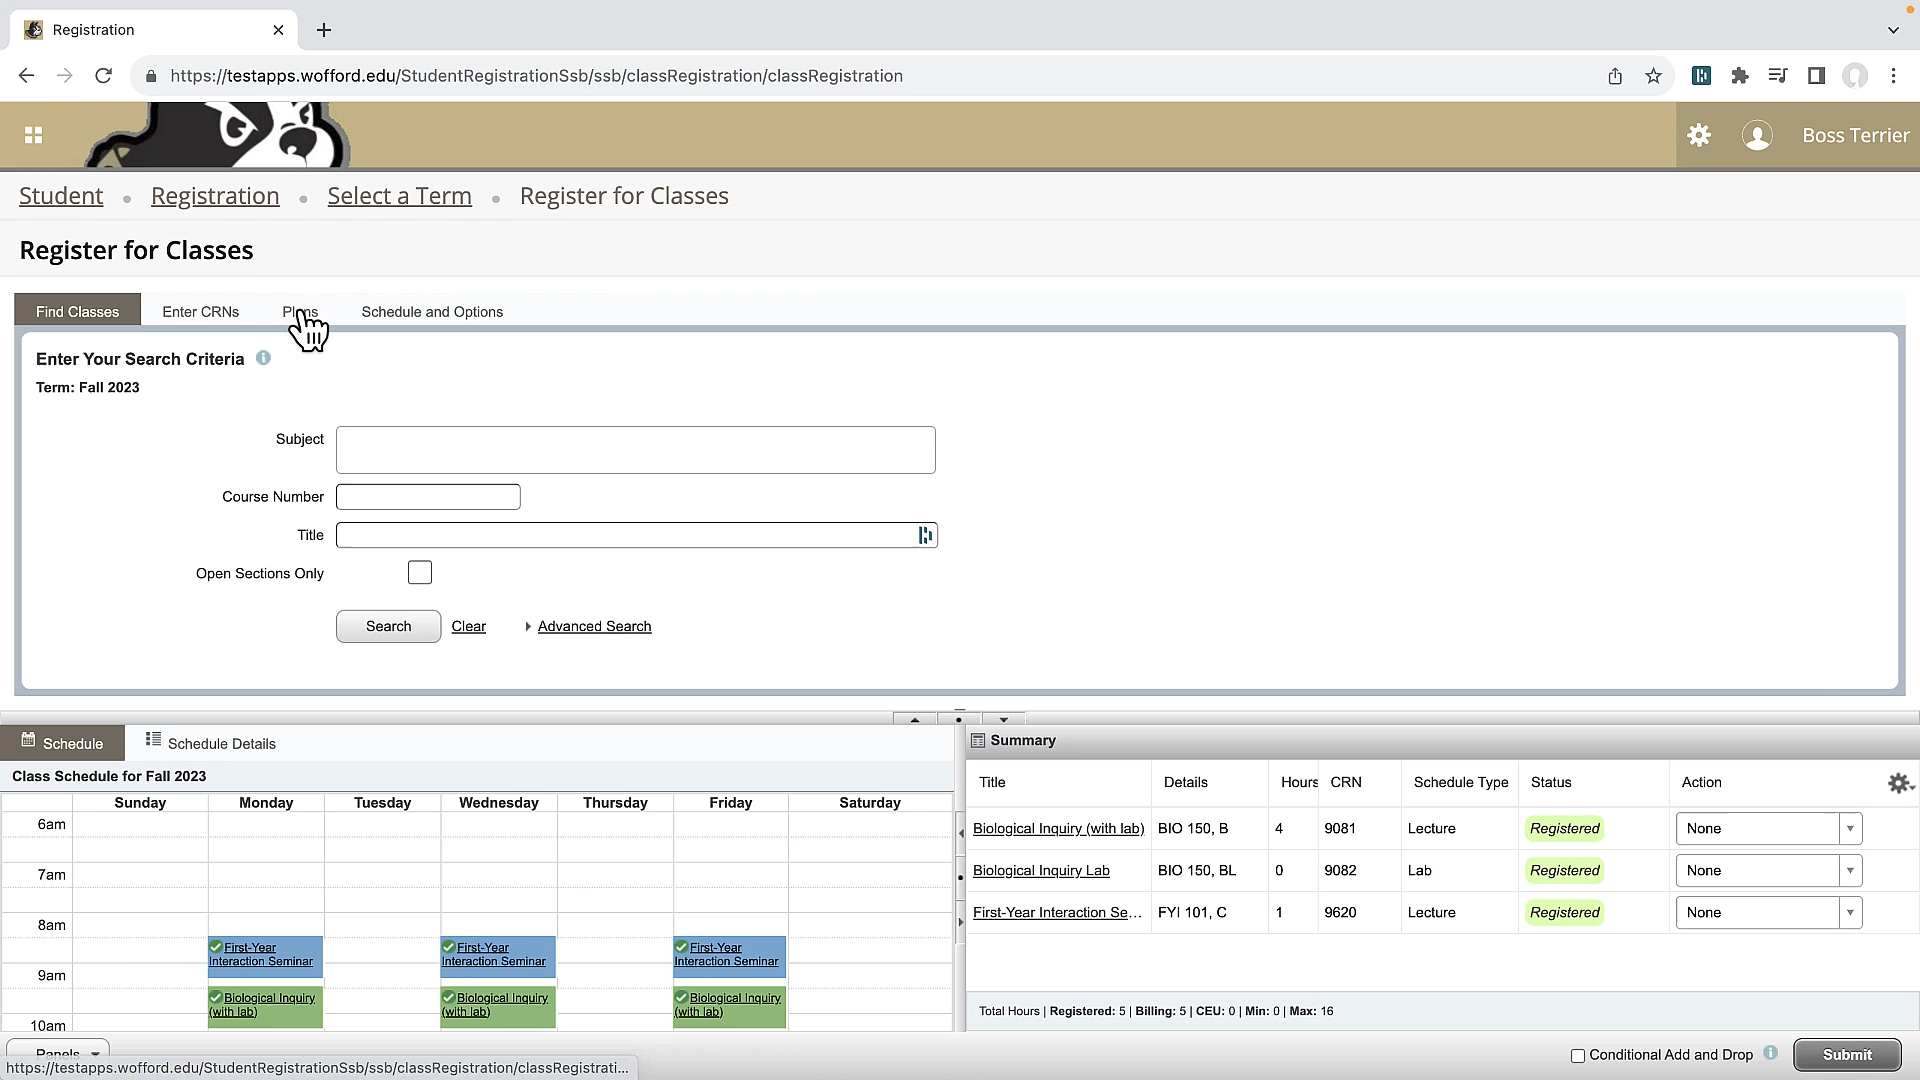 Registration
https://testapps.wofford.edu/StudentRegistrationSsb/ssb/classRegistration/classRegistration
Boss Terrier
Student • Registration • Select a Term • Register for Classes
Register for Classes
Find Classes Enter CRNs Plans Schedule and Options
Enter Your Search Criteria
Term: Fall 2023
Subject
Course Number
Title
Open Sections Only
Search Clear Advanced Search
Schedule Schedule Details
Class Schedule for Fall 2023
Sunday Monday Tuesday Wednesday Thursday Friday Saturday
6am
7am
8am
First-Year Interaction Seminar First-Year Interaction Seminar First-Year Interaction Seminar
9am
Biological Inquiry (with lab) Biological Inquiry (with lab) Biological Inquiry (with lab)
10am
Summary
Title Details Hours CRN Schedule Type Status Action
Biological Inquiry (with lab) BIO 150, B 4 9081 Lecture Registered None
Biological Inquiry Lab BIO 150, BL 0 9082 Lab Registered None
First-Year Interaction Se... FYI 101, C 1 9620 Lecture Registered None
Total Hours | Registered: 5 | Billing: 5 | CEU: 0 | Min: 0 | Max: 16
Panels
Conditional Add and Drop Submit
https://testapps.wofford.edu/StudentRegistrationSsb/ssb/classRegistration/classRegistrati...